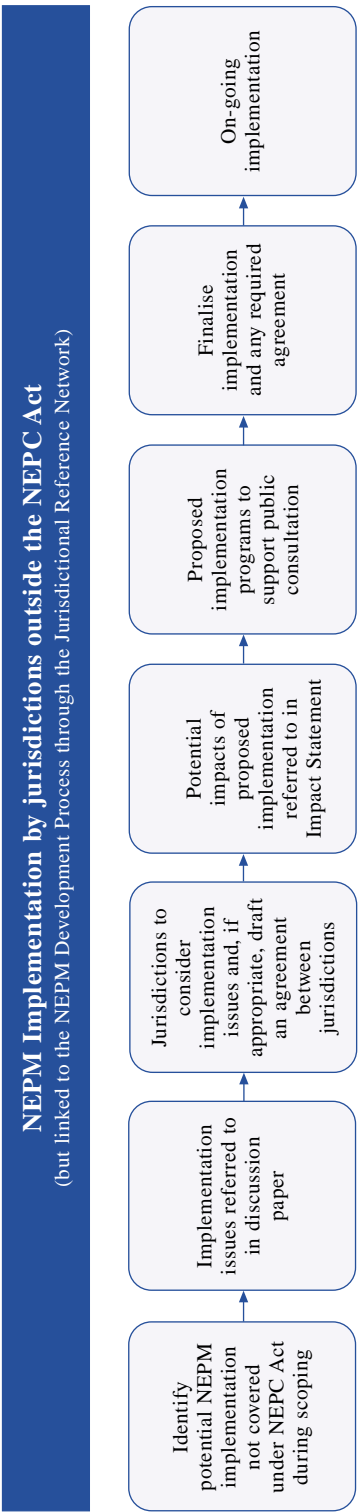 NEPM Implementation by jurisdictions outside the NEPC Act
(but linked to the NEPM Development Process through the Jurisdictional Reference Network)
Identify
potential NEPM
implementation
not covered
under NEPC Act
during scoping
Implementation
issues referred to
in discussion
paper
Jurisdictions to
consider
implementation
issues and, if
appropriate, draft
an agreement
between
jurisdictions
Potential
impacts of
proposed
implementation
referred to in
Impact Statement
Proposed
implementation
programs to
support public
consultation
Finalise
implementation
and any required
agreement
On-going
implementation